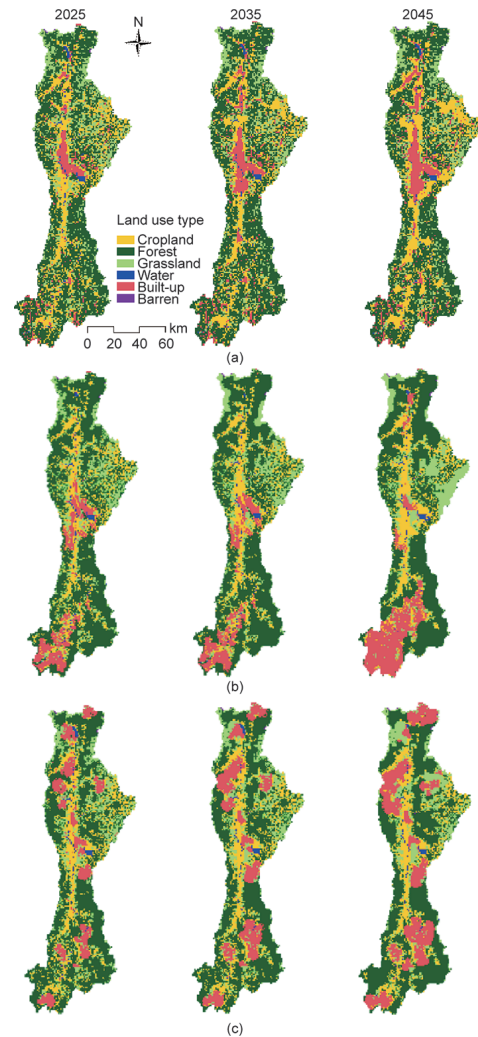 2025
2035
2045
N
Land use type
Cropland
Forest
Grassland
Water
Built-up
Barren
km
0 20 40 60
(a)
(b)
(c)